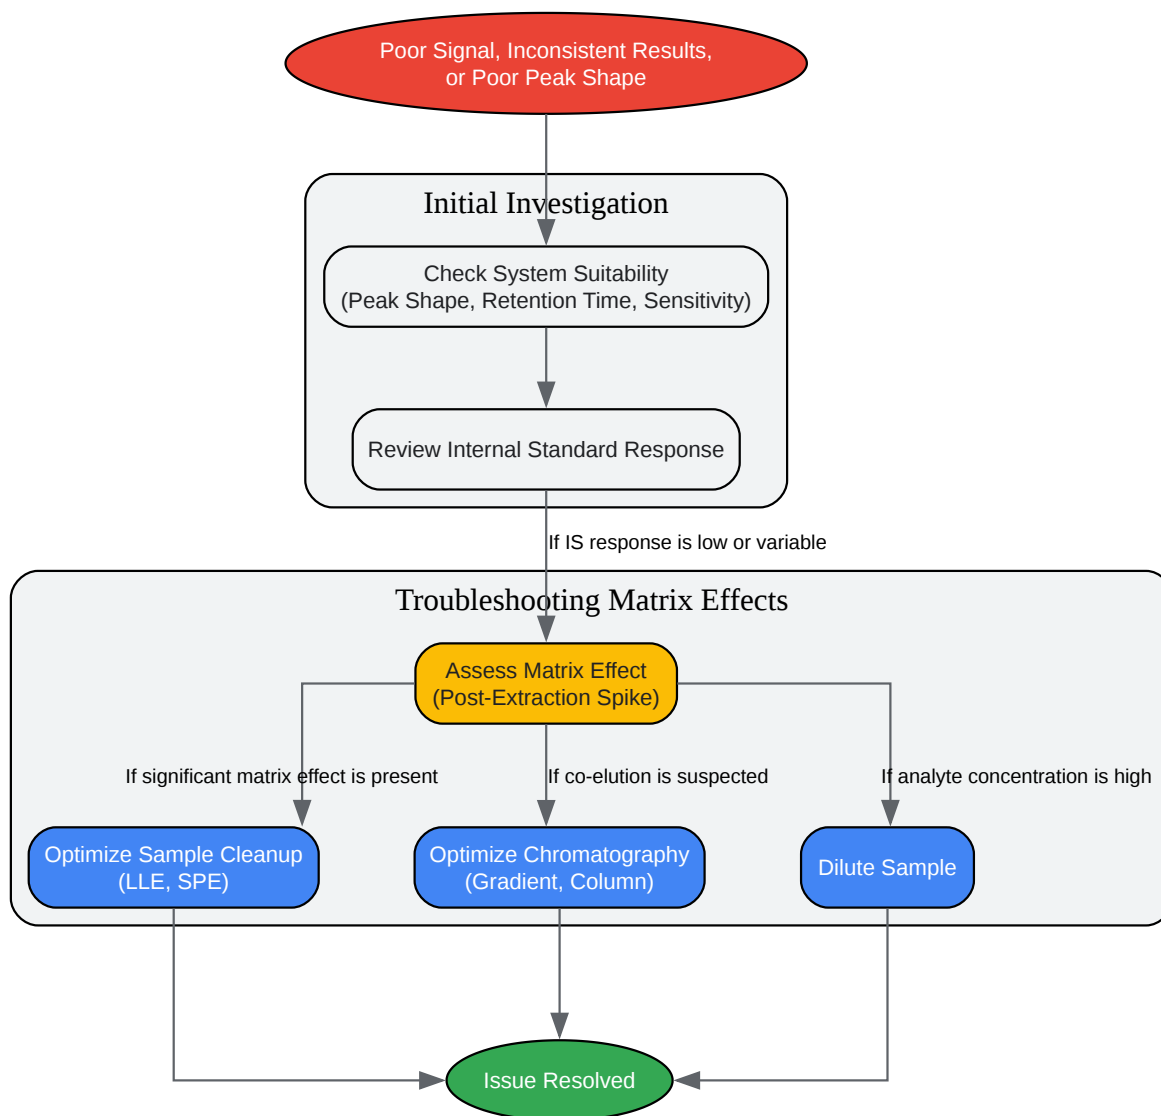 Poor Signal, Inconsistent Results,
or Poor Peak Shape
Initial Investigation
Check System Suitability
(Peak Shape, Retention Time, Sensitivity)
Review Internal Standard Response
If IS response is low or variable
Troubleshooting Matrix Effects
Assess Matrix Effect
(Post-Extraction Spike)
If significant matrix effect is present
If co-elution is suspected
If analyte concentration is high
Optimize Sample Cleanup
(LLE, SPE)
Optimize Chromatography
(Gradient, Column)
Dilute Sample
Issue Resolved